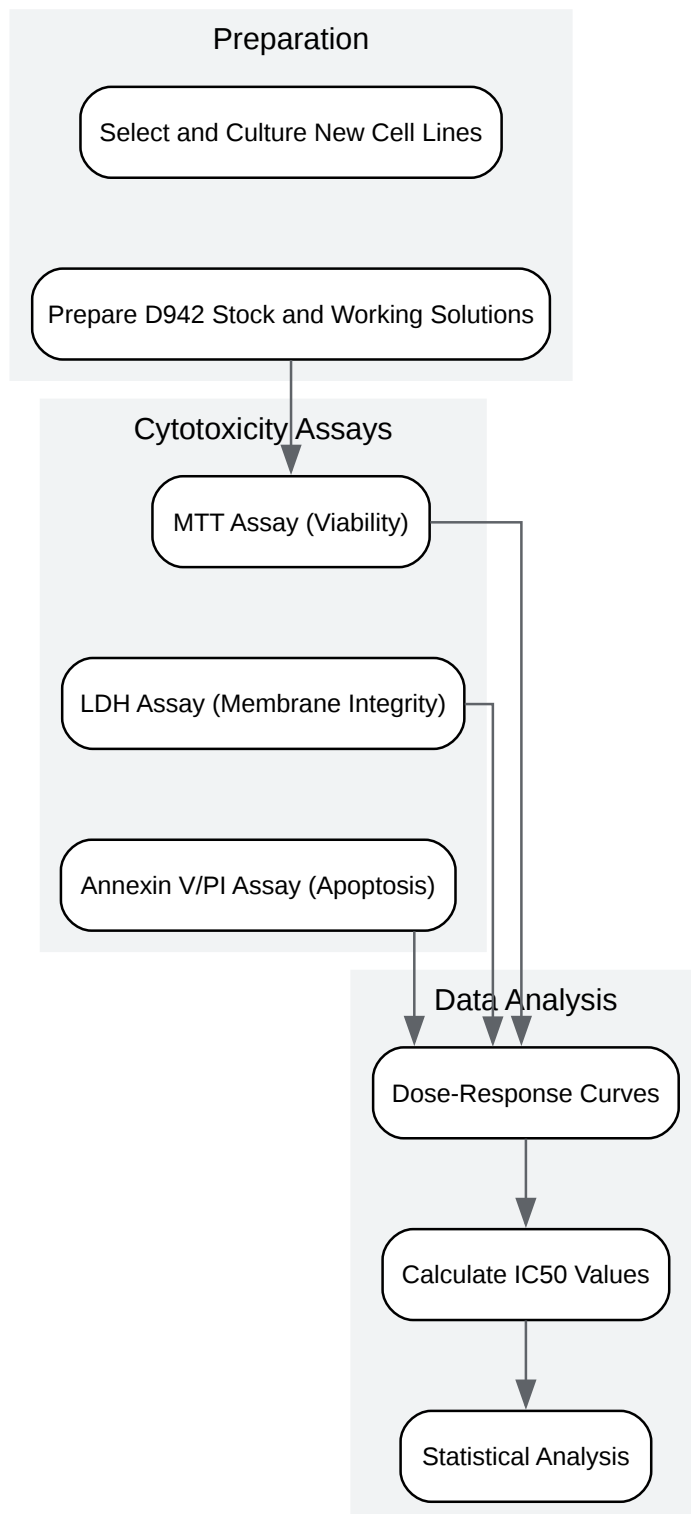 Preparation
Select and Culture New Cell Lines
Prepare D942 Stock and Working Solutions
Cytotoxicity Assays
MTT Assay (Viability)
LDH Assay (Membrane Integrity)
Annexin V/PI Assay (Apoptosis)
Data Analysis
Dose-Response Curves
Calculate IC50 Values
Statistical Analysis